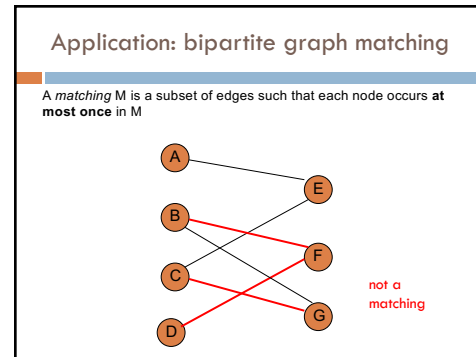 Application: bipartite graph matching
A matching M is a subset of edges such that each node occurs at
most once in M
A
E
B
F
C
not a
matching
G
D